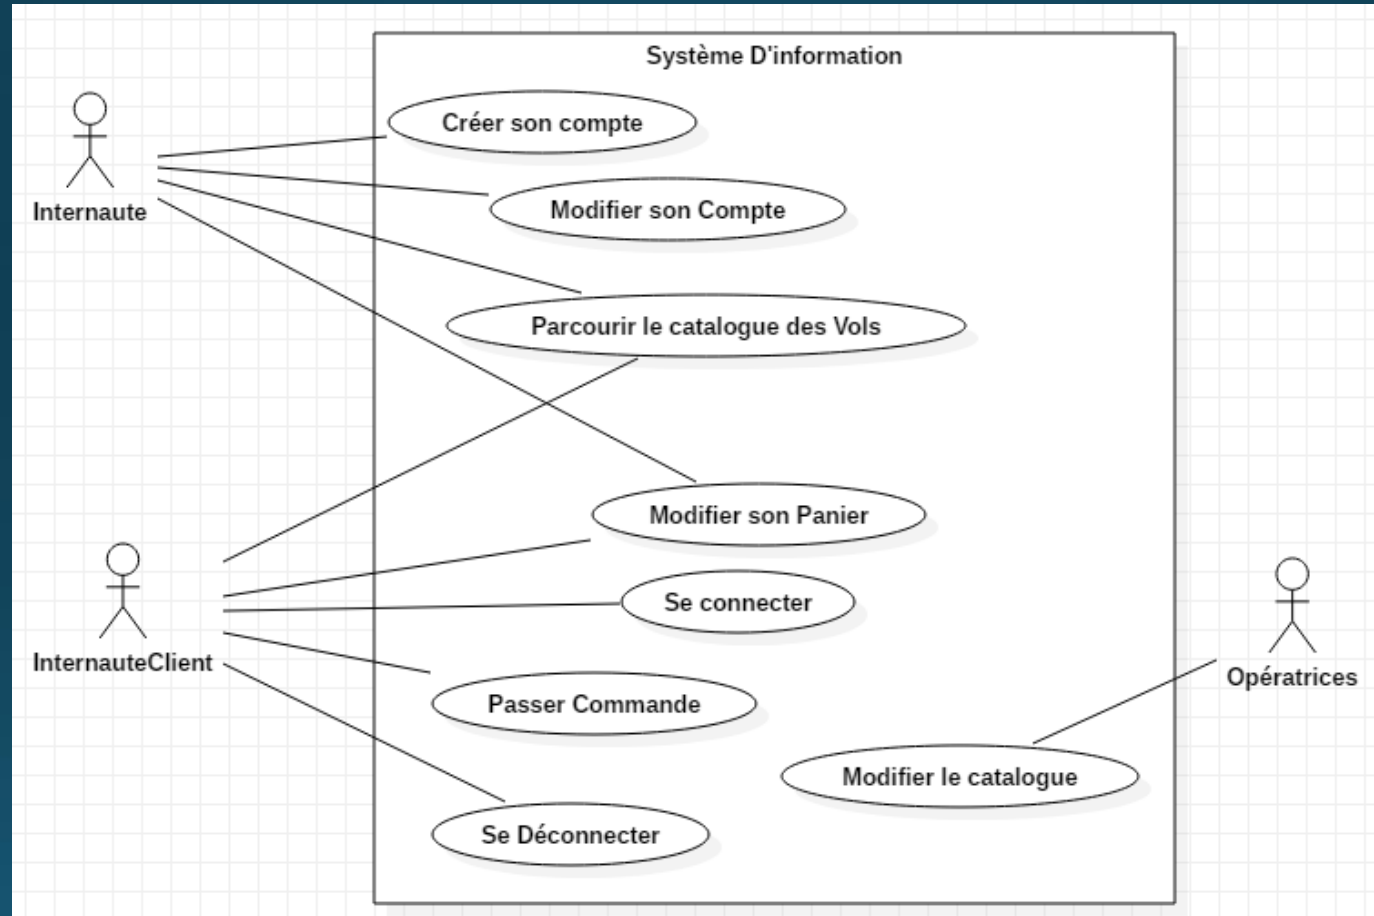 Système D'information
Créer son compte
Internaute
Modifier son Compte
Parcourir le catalogue des Vols
Modifier son Panier
Se connecter
InternauteClient
Opératrices
Passer Commande
Modifier le catalogue
Se Déconnecter